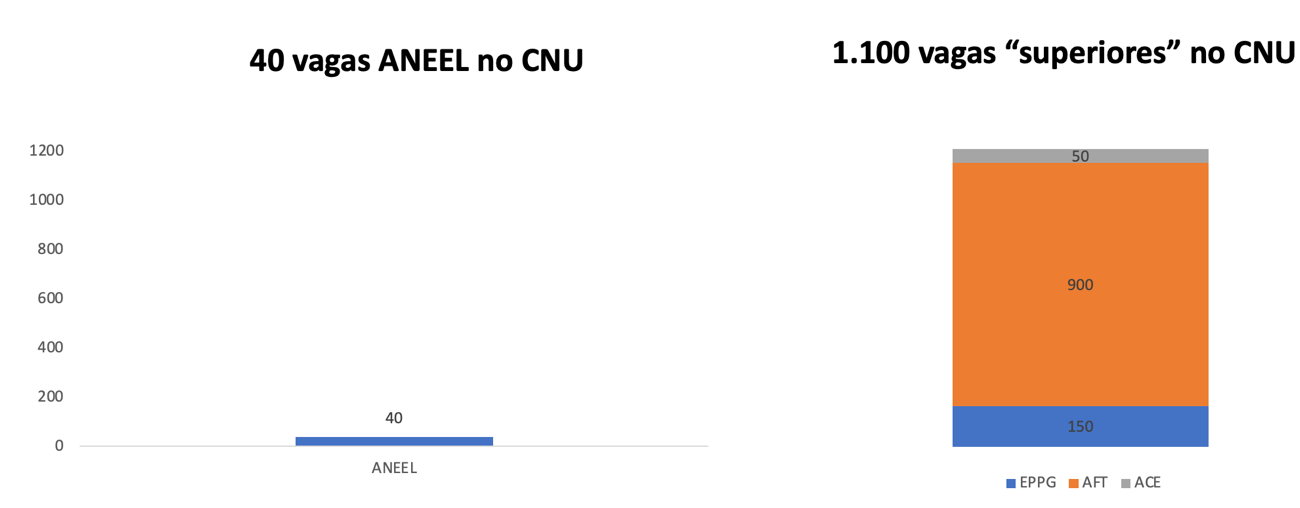 40 vagas ANEEL no CNU
1200
1000
800
600
400
200
0
40
ANEEL
1.100 vagas “superiores” no CNU
50
900
150
EPPG AFT ACE